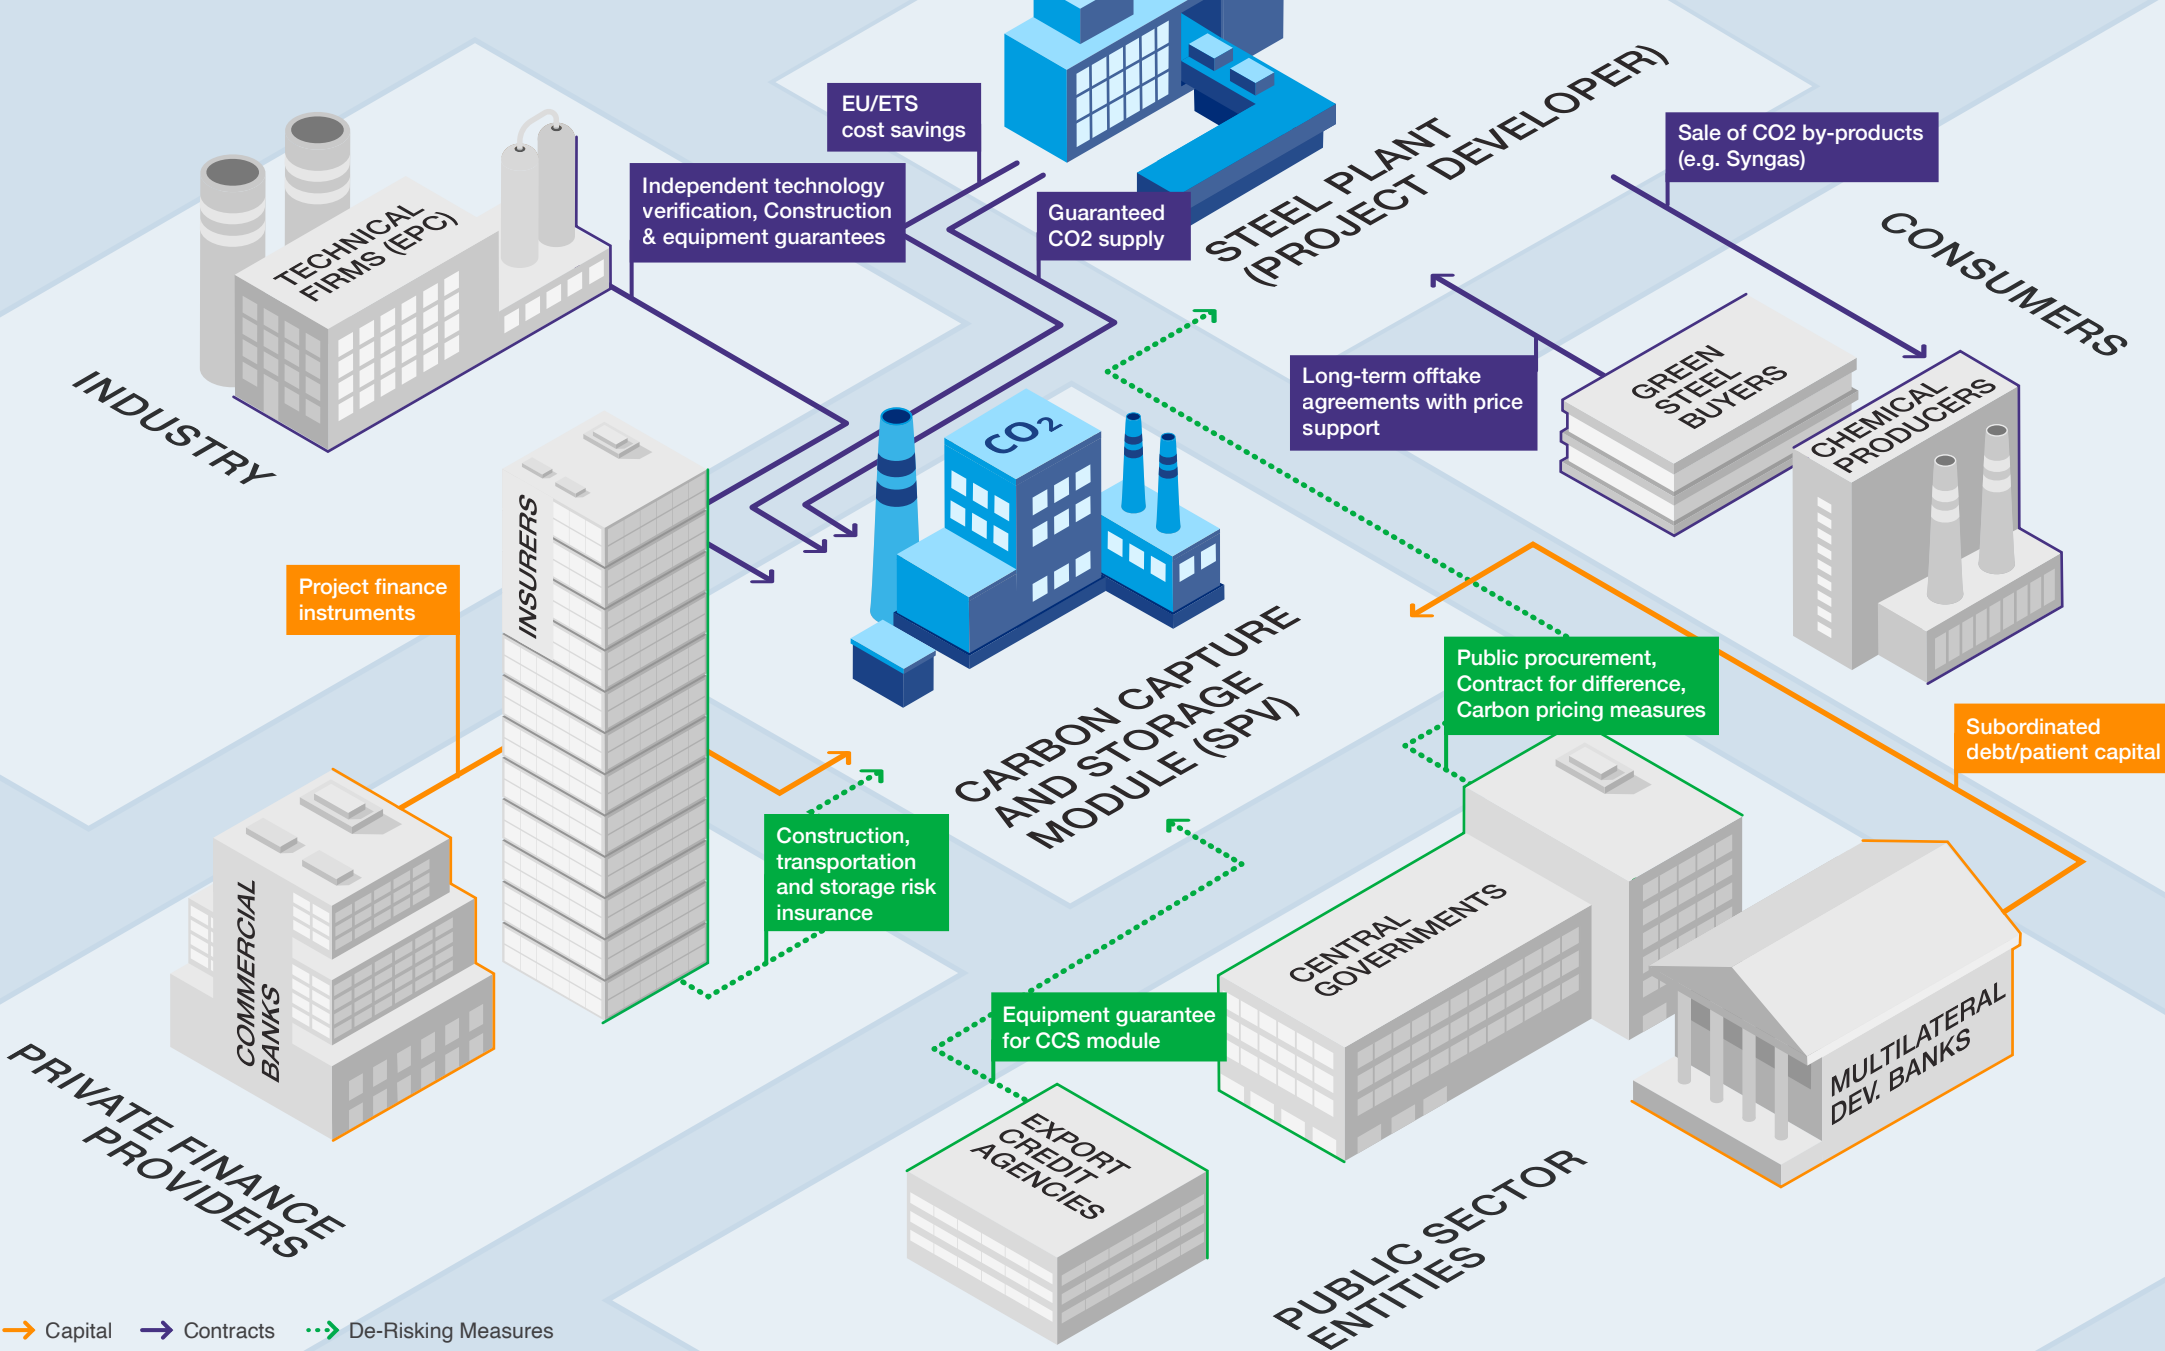 EU/ETS
cost savings
STEEL PLANT
(PROJECT DEVELOPER)
Sale of CO2 by-products
(e.g. Syngas)
TECHNICAL
FIRMS (EPC)
Independent technology
verification, Construction
& equipment guarantees
Guaranteed
CO2 supply
CONSUMERS
INDUSTRY
Long-term offtake
agreements with price
support
GREEN
STEEL
BUYERS
CHEMICAL
PRODUCERS
CO2
INSURERS
Project finance
instruments
CARBON CAPTURE
AND STORAGE
MODULE (SPV)
Public procurement,
Contract for difference,
Carbon pricing measures
Subordinated
debt/patient capital
Construction,
transportation
and storage risk
insurance
COMMERCIAL
BANKS
CENTRAL
GOVERNMENTS
Equipment guarantee
for CCS module
MULTILATERAL
DEV. BANKS
PRIVATE FINANCE
PROVIDERS
EXPORT
CREDIT
AGENCIES
PUBLIC SECTOR
ENTITIES
Capital
Contracts
De-Risking Measures